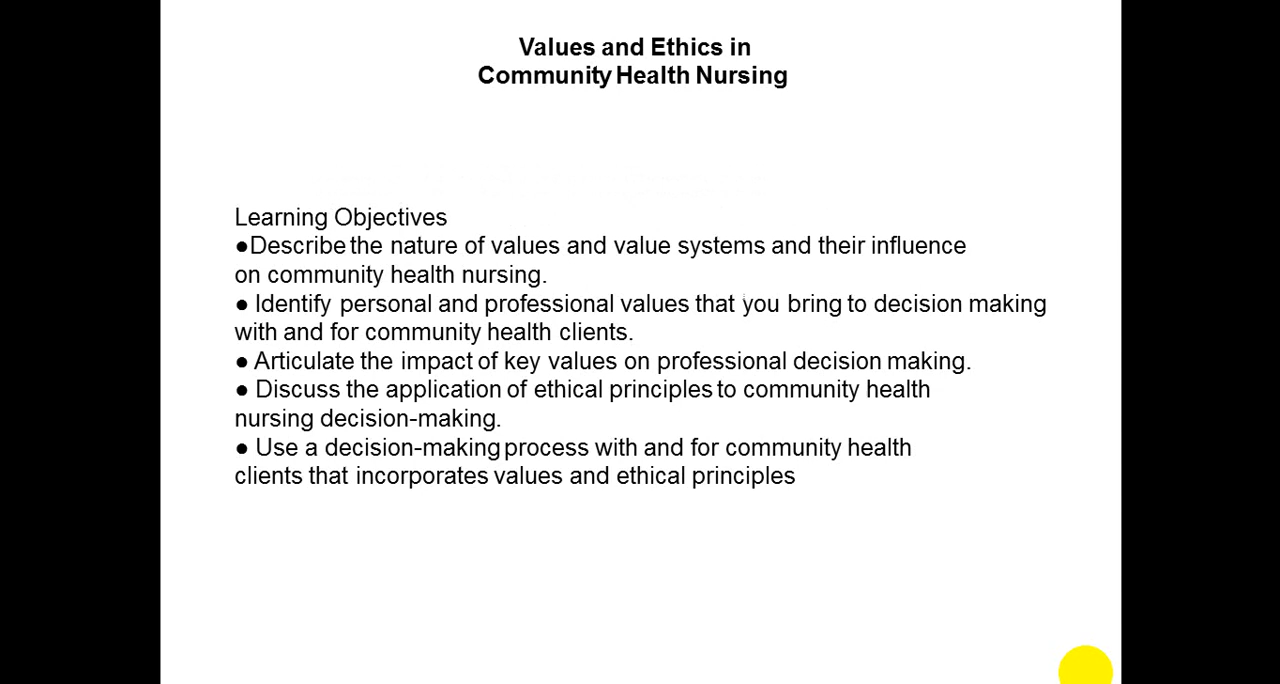 Values and Ethics in
Community Health Nursing
Learning Objectives
●Describe the nature of values and value systems and their influence
on community health nursing.
● Identify personal and professional values that you bring to decision making
with and for community health clients.
● Articulate the impact of key values on professional decision making.
● Discuss the application of ethical principles to community health
nursing decision-making.
● Use a decision-making process with and for community health
clients that incorporates values and ethical principles